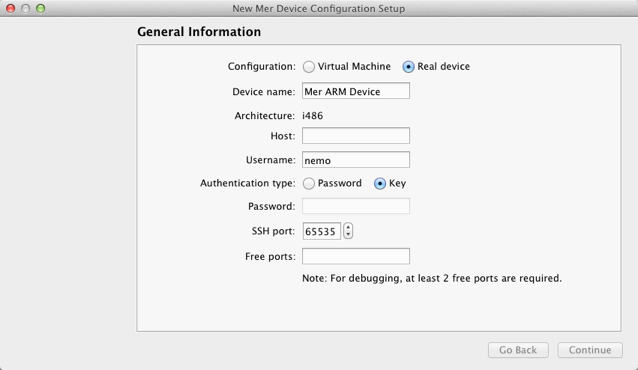 New Mer Device Configuration Setup
General Information
Configuration: Virtual Machine Real device
Device name: Mer ARM Device
Architecture: i486
Host:
Username: nemo
Authentication type: Password Key
Password:
SSH port: 65535
Free ports:
Note: For debugging, at least 2 free ports are required.
Go Back Continue